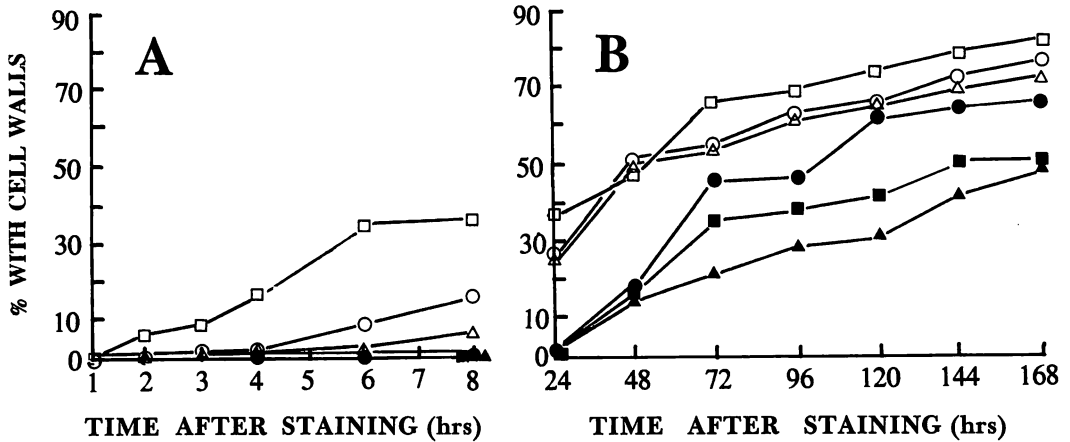 A
B
% WITH CELL WALLS
90
70
50
30
10
0
1 2 3 4 5 6 7 8
TIME AFTER STAINING (hrs)
90
70
50
30
10
0
24 48 72 96 120 144 168
TIME AFTER STAINING (hrs)